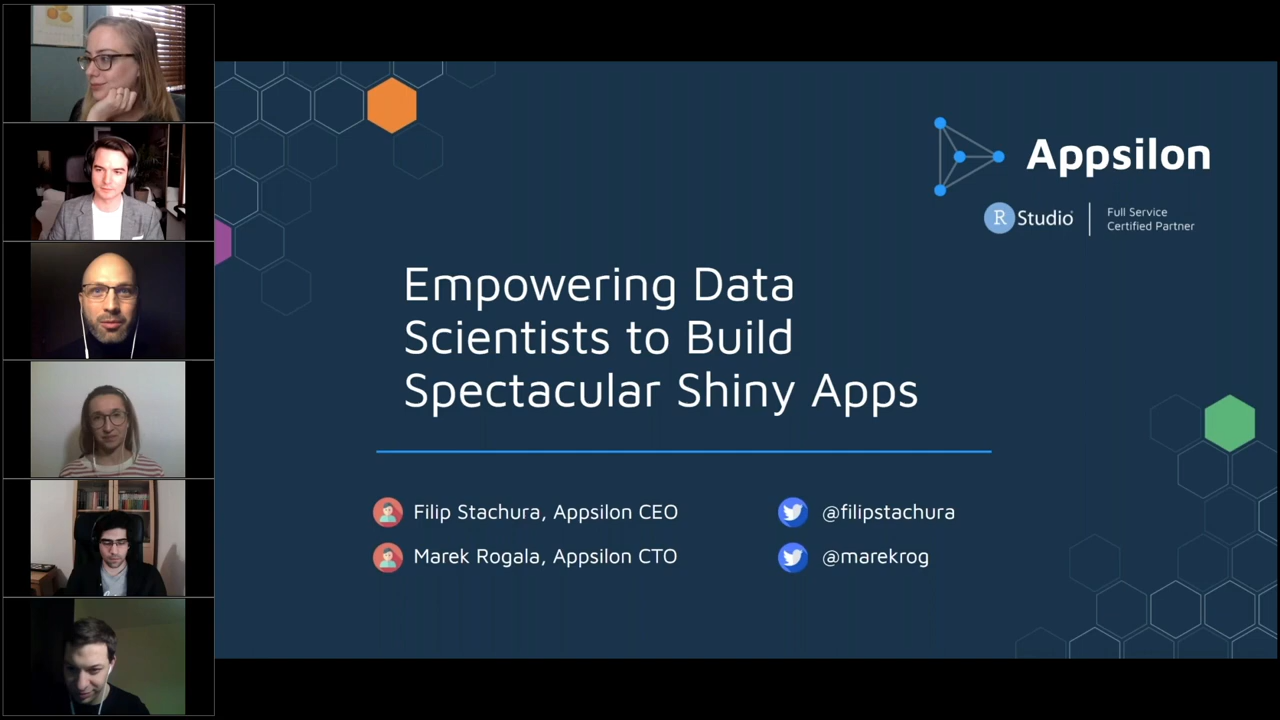 Appsilon
R Studio
Full Service
Certified Partner
Empowering Data
Scientists to Build
Spectacular Shiny Apps
Filip Stachura, Appsilon CEO
@filipstachura
Marek Rogala, Appsilon CTO
@marekrog